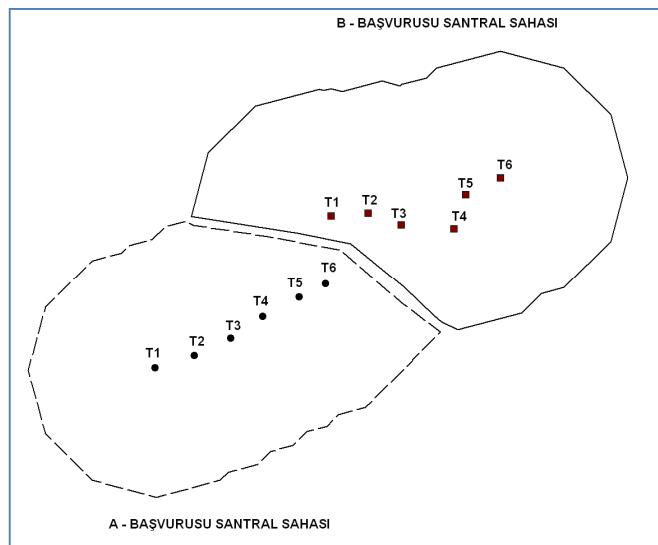 B - BAŞVURUSU SANTRAL SAHASI
T6
T5
T1
T2
T3
T4
T6
T5
T4
T3
T2
T1
A - BAŞVURUSU SANTRAL SAHASI